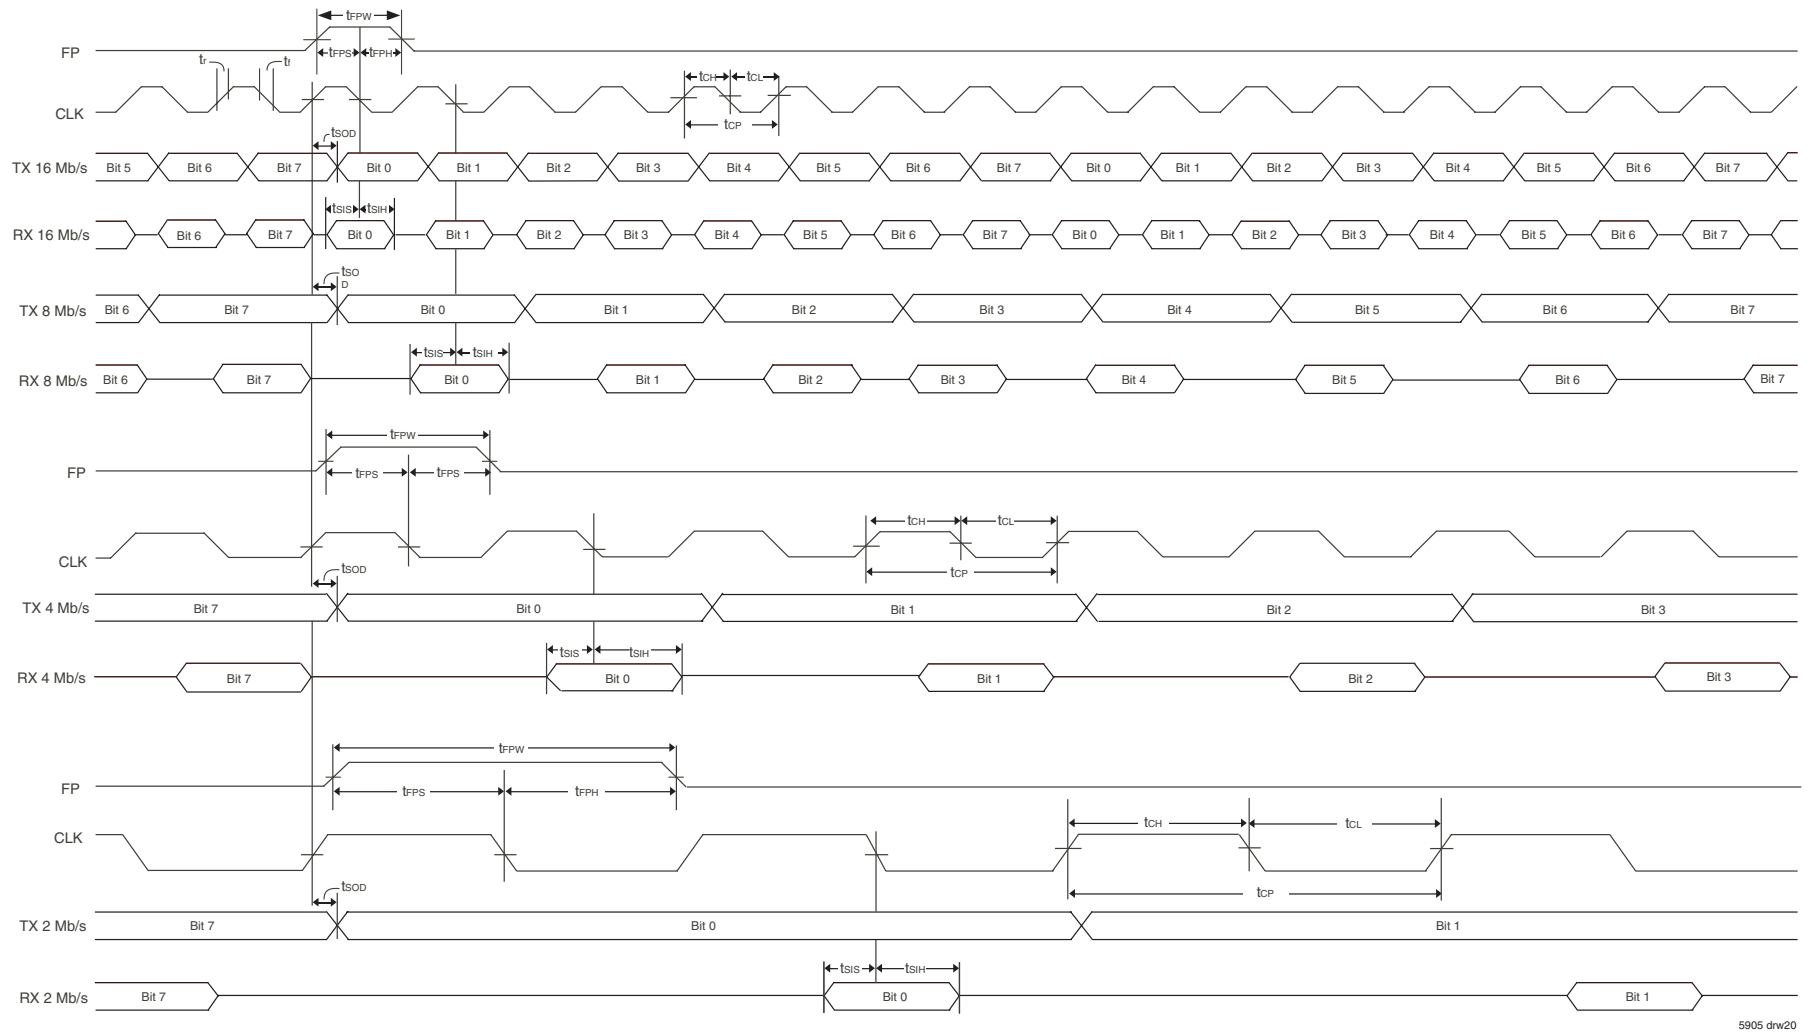 tFPW
FP
tFPS tFPH
tr tf
tCH tCL
CLK
tCP
tSOD
TX 16 Mb/s Bit 5 Bit 6 Bit 7 Bit 0 Bit 1 Bit 2 Bit 3 Bit 4 Bit 5 Bit 6 Bit 7 Bit 0 Bit 1 Bit 2 Bit 3 Bit 4 Bit 5 Bit 6 Bit 7
tSIS tSIH
RX 16 Mb/s Bit 6 Bit 7 Bit 0 Bit 1 Bit 2 Bit 3 Bit 4 Bit 5 Bit 6 Bit 7 Bit 0 Bit 1 Bit 2 Bit 3 Bit 4 Bit 5 Bit 6 Bit 7
tSO
D
TX 8 Mb/s Bit 6 Bit 7 Bit 0 Bit 1 Bit 2 Bit 3 Bit 4 Bit 5 Bit 6 Bit 7
tSIS tSIH
RX 8 Mb/s Bit 6 Bit 7 Bit 0 Bit 1 Bit 2 Bit 3 Bit 4 Bit 5 Bit 6 Bit 7
tFPW
FP
tFPS tFPS
tCH tCL
CLK
tCP
tSOD
TX 4 Mb/s Bit 7 Bit 0 Bit 1 Bit 2 Bit 3
tSIS tSIH
RX 4 Mb/s Bit 7 Bit 0 Bit 1 Bit 2 Bit 3
tFPW
FP
tFPS tFPH
tCH tCL
CLK
tCP
tSOD
TX 2 Mb/s Bit 7 Bit 0 Bit 1
tSIS tSIH
RX 2 Mb/s Bit 7 Bit 0 Bit 1
5905 drw20